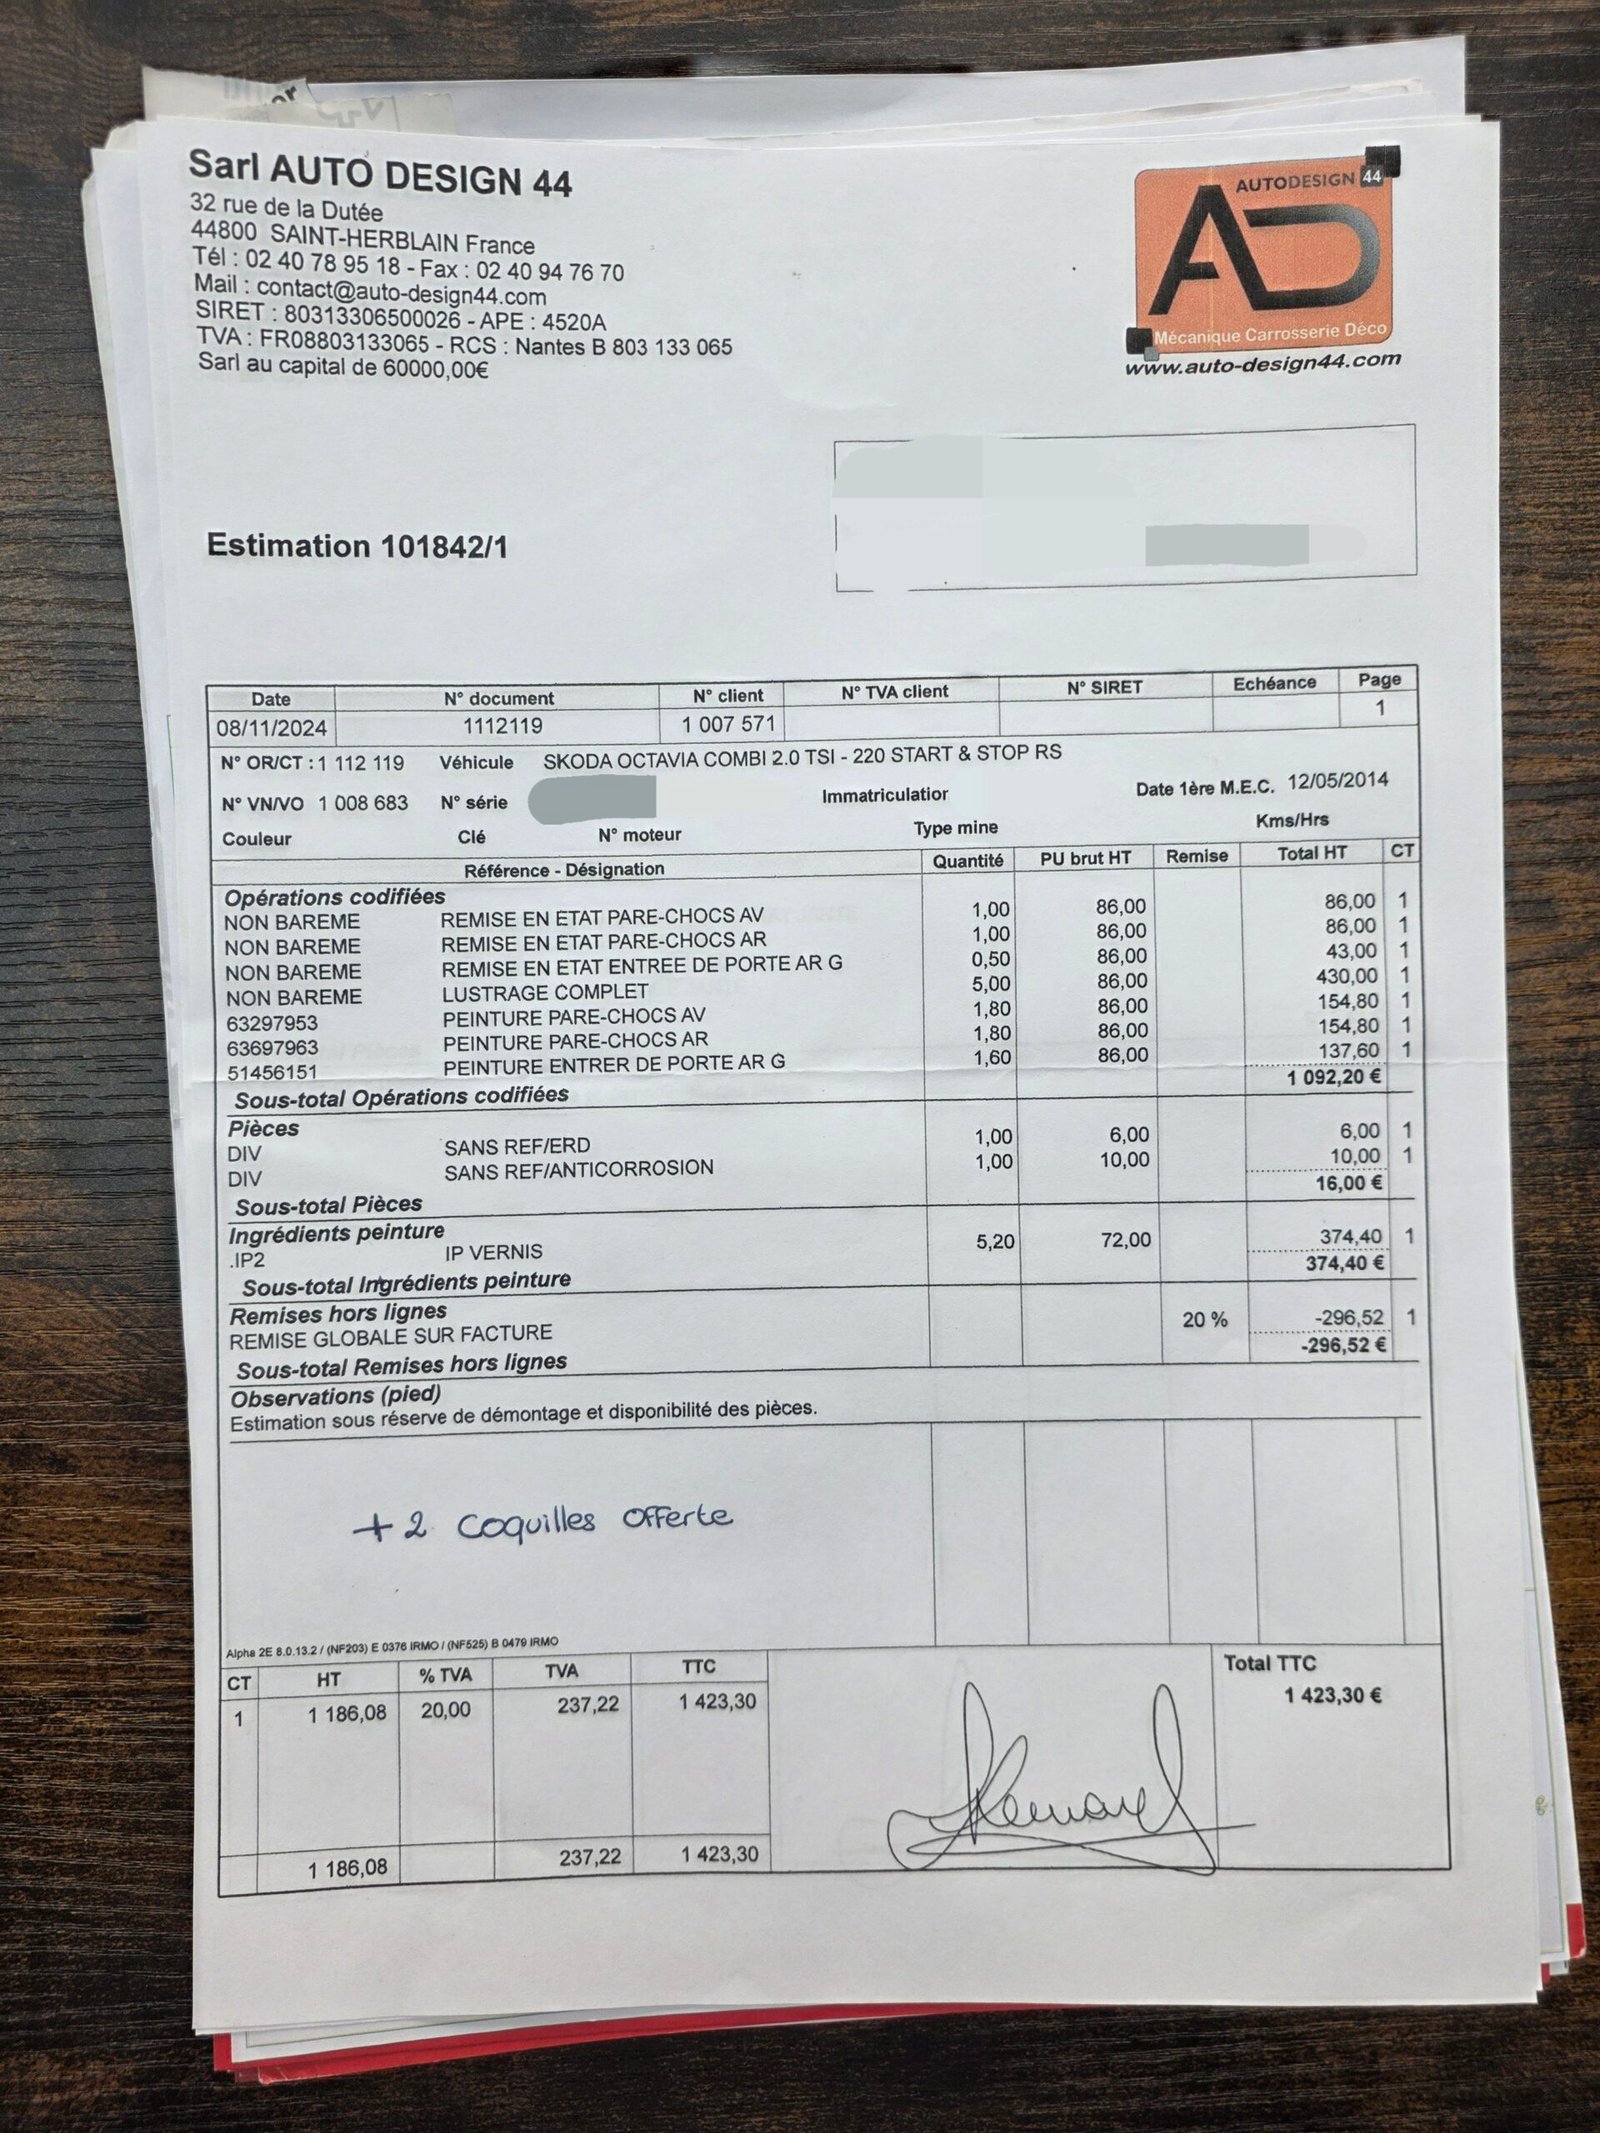 Sarl AUTO DESIGN 44
32 rue de la Dutée
44800 SAINT-HERBLAIN France
Tél : 02 40 78 95 18 - Fax : 02 40 94 76 70
Mail : contact@auto-design44.com
SIRET : 80313306500026 - APE : 4520A
TVA : FR08803133065 - RCS : Nantes B 803 133 065
Sarl au capital de 60000,00€
AUTODESIGN 44
AD
Mécanique Carrosserie Déco
www.auto-design44.com
Estimation 101842/1
Date N° document N° client N° TVA client N° SIRET Echéance Page
08/11/2024 1112119 1 007 571 1
N° OR/CT : 1 112 119 Véhicule SKODA OCTAVIA COMBI 2.0 TSI - 220 START & STOP RS
N° VN/VO 1 008 683 N° série Immatriculatior Date 1ère M.E.C. 12/05/2014
Couleur Clé N° moteur Type mine Kms/Hrs
Référence - Désignation Quantité PU brut HT Remise Total HT CT
Opérations codifiées
NON BAREME REMISE EN ETAT PARE-CHOCS AV 1,00 86,00 86,00 1
NON BAREME REMISE EN ETAT PARE-CHOCS AR 1,00 86,00 86,00 1
NON BAREME REMISE EN ETAT ENTREE DE PORTE AR G 0,50 86,00 43,00 1
NON BAREME LUSTRAGE COMPLET 5,00 86,00 430,00 1
63297953 PEINTURE PARE-CHOCS AV 1,80 86,00 154,80 1
63697963 PEINTURE PARE-CHOCS AR 1,80 86,00 154,80 1
51456151 PEINTURE ENTRER DE PORTE AR G 1,60 86,00 137,60 1
Sous-total Opérations codifiées 1 092,20 €
Pièces
DIV SANS REF/ERD 1,00 6,00 6,00 1
DIV SANS REF/ANTICORROSION 1,00 10,00 10,00 1
Sous-total Pièces 16,00 €
Ingrédients peinture
.IP2 IP VERNIS 5,20 72,00 374,40 1
Sous-total Ingrédients peinture 374,40 €
Remises hors lignes
REMISE GLOBALE SUR FACTURE 20 % -296,52 1
Sous-total Remises hors lignes -296,52 €
Observations (pied)
Estimation sous réserve de démontage et disponibilité des pièces.
+ 2 coquilles offerte
Alpha 2E 8.0.13.2 / (NF203) E 0376 IRMO / (NF525) B 0479 IRMO
CT HT % TVA TVA TTC Total TTC
1 1 186,08 20,00 237,22 1 423,30 1 423,30 €
1 186,08 237,22 1 423,30